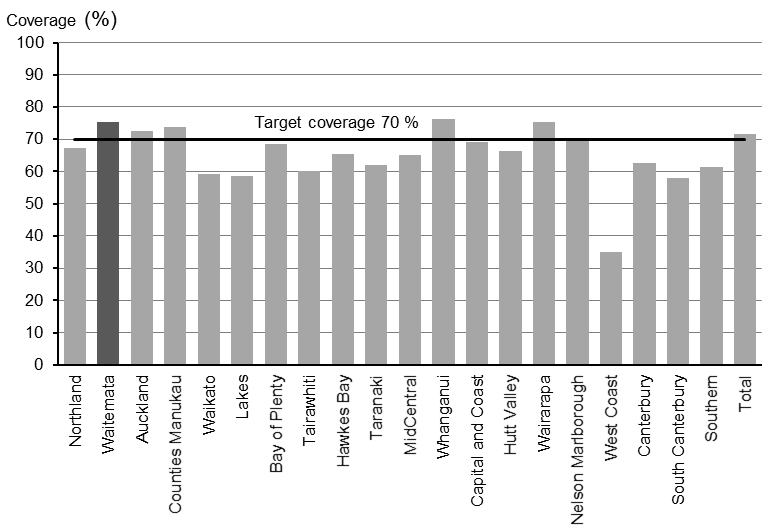 Coverage (%)
100
90
80
70
60
50
40
30
20
10
0
Target coverage 70 %
Northland
Waitemata
Auckland
Counties Manukau
Waikato
Lakes
Bay of Plenty
Tairawhiti
Hawkes Bay
Taranaki
MidCentral
Whanganui
Capital and Coast
Hutt Valley
Wairarapa
Nelson Marlborough
West Coast
Canterbury
South Canterbury
Southern
Total